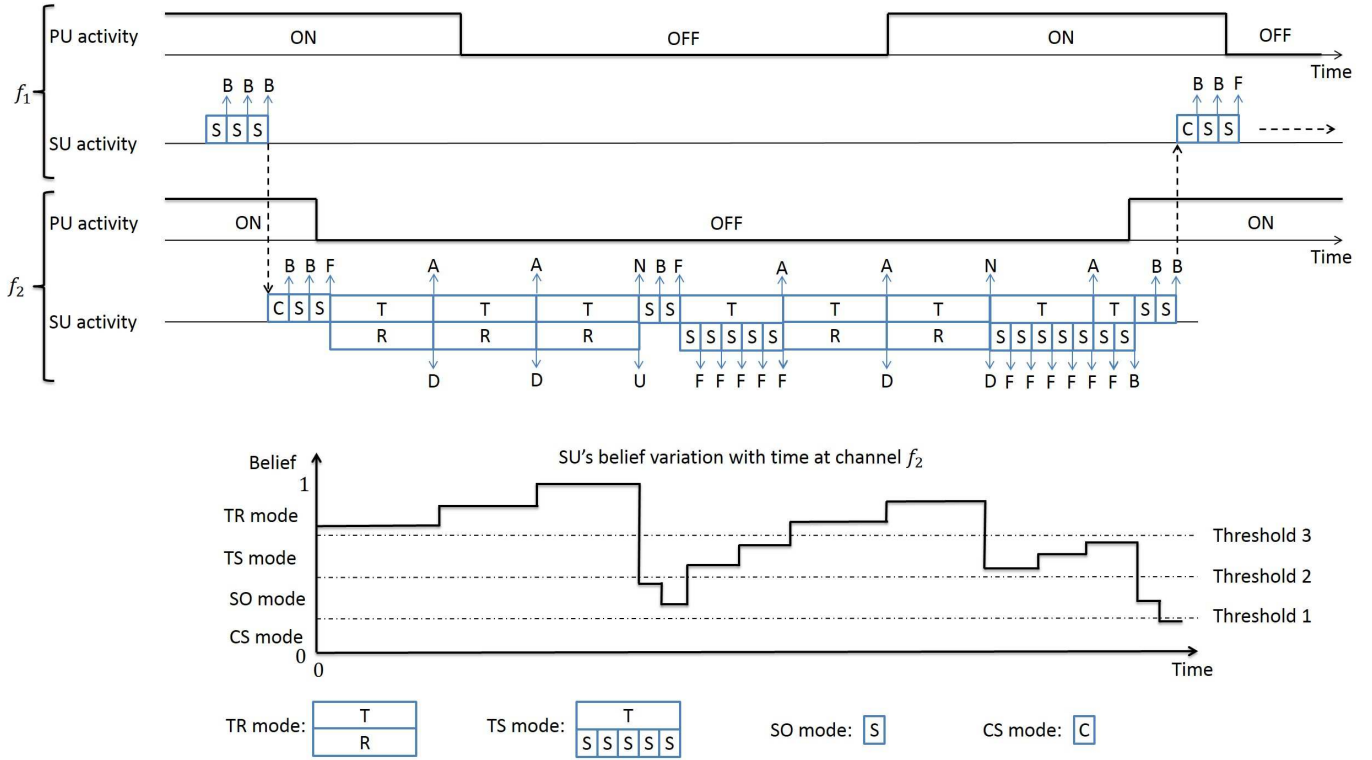 PU activity ON OFF ON OFF
Time
f1
B B B B B F
S S S C S S
SU activity
PU activity ON OFF ON
Time
f2
B B F A A N B F A A N A B B
C S S T T T S S T T T T T S S
SU activity
R R R S S S S S R R S S S S S S S
D D U F F F F F D D F F F F F F B
Belief
SU's belief variation with time at channel f2
1
TR mode
Threshold 3
TS mode
Threshold 2
SO mode
Threshold 1
CS mode
0
0
Time
TR mode: T R
TS mode: T S S S S S
SO mode: S
CS mode: C